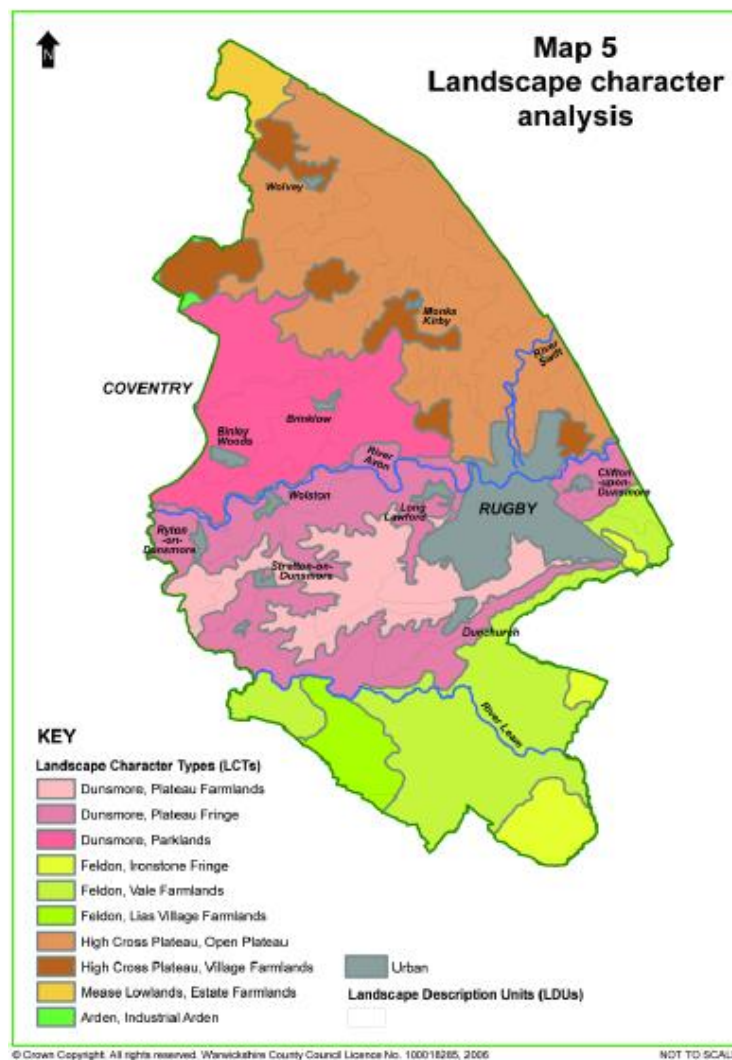 N
Map 5
Landscape character
analysis
Wolvey
Monks
Kirby
River
Swift
COVENTRY
Brinklow
Binley
Woods
River
Avon
Clifton
-upon-
Dunsmore
Wolston
Long
Lawford
RUGBY
Ryton
-on-
Dunsmore
Stretton-on-
Dunsmore
Dunchurch
River Leam
KEY
Landscape Character Types (LCTs)
Dunsmore, Plateau Farmlands
Dunsmore, Plateau Fringe
Dunsmore, Parklands
Feldon, Ironstone Fringe
Feldon, Vale Farmlands
Feldon, Lias Village Farmlands
High Cross Plateau, Open Plateau
High Cross Plateau, Village Farmlands
Mease Lowlands, Estate Farmlands
Arden, Industrial Arden
Urban
Landscape Description Units (LDUs)
© Crown Copyright. All rights reserved. Warwickshire County Council Licence No. 100018285, 2006
NOT TO SCALE